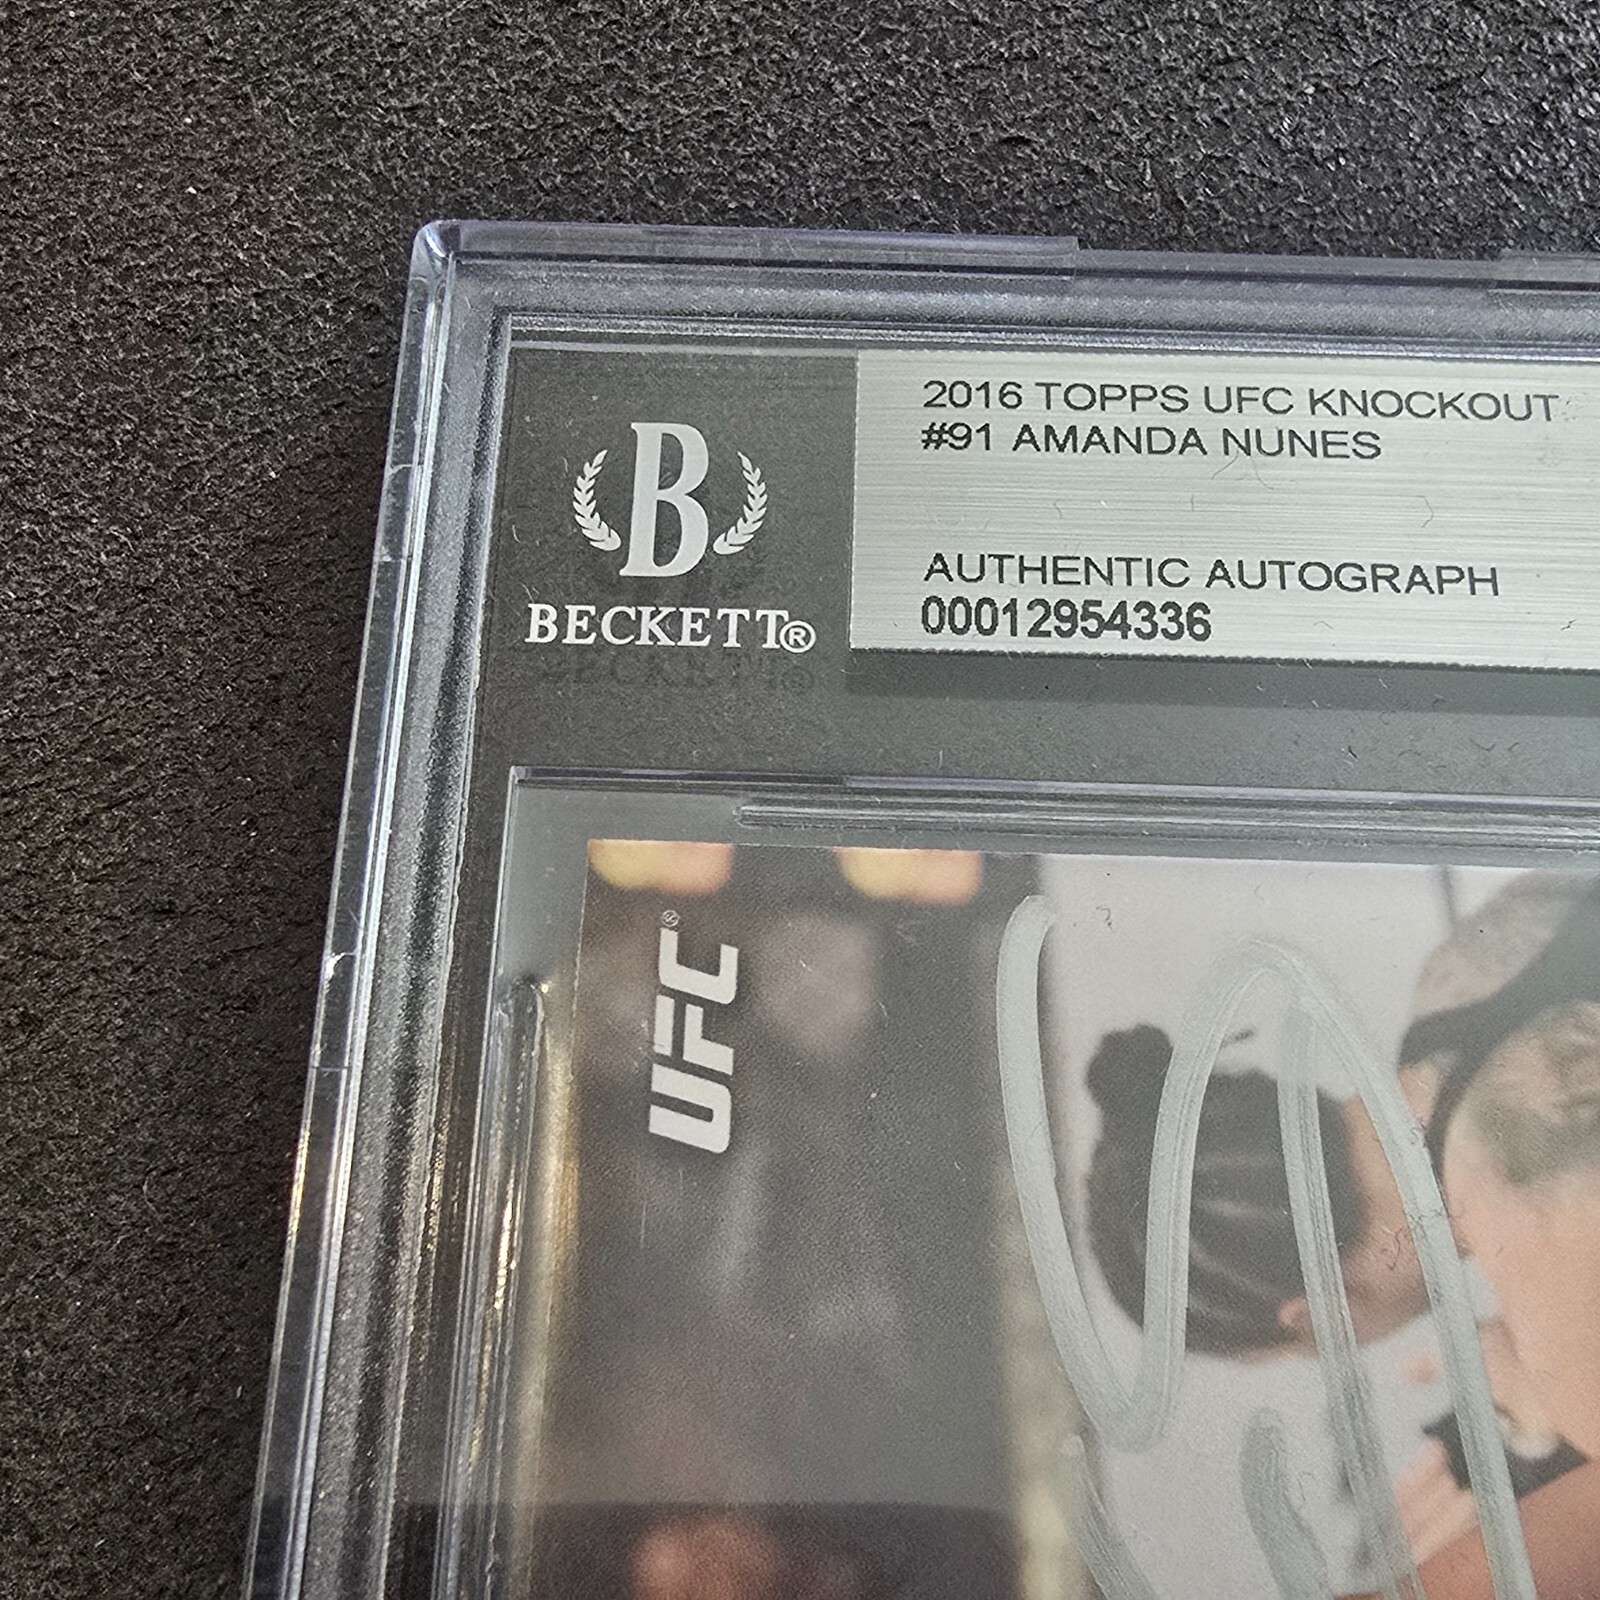 2016 TOPPS UFC KNOCKOUT
#91 AMANDA NUNES
B
BECKETT®
AUTHENTIC AUTOGRAPH
00012954336
UFC